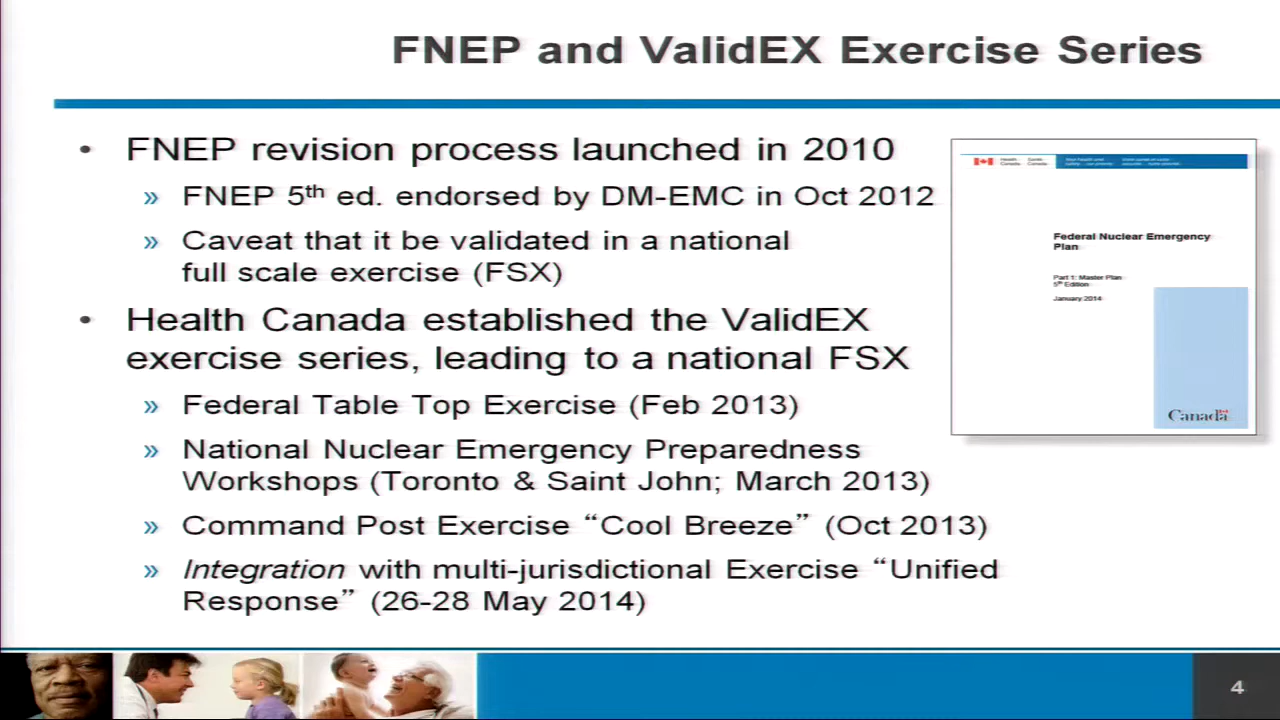 FNEP and ValidEX Exercise Series
• FNEP revision process launched in 2010
» FNEP 5th ed. endorsed by DM-EMC in Oct 2012
» Caveat that it be validated in a national
full scale exercise (FSX)
• Health Canada established the ValidEX
exercise series, leading to a national FSX
» Federal Table Top Exercise (Feb 2013)
» National Nuclear Emergency Preparedness
Workshops (Toronto & Saint John; March 2013)
» Command Post Exercise “Cool Breeze” (Oct 2013)
» Integration with multi-jurisdictional Exercise “Unified
Response” (26-28 May 2014)
Health Santé
Canada Canada
Federal Nuclear Emergency
Plan
Part 1: Master Plan
5th Edition
January 2014
Canada
4